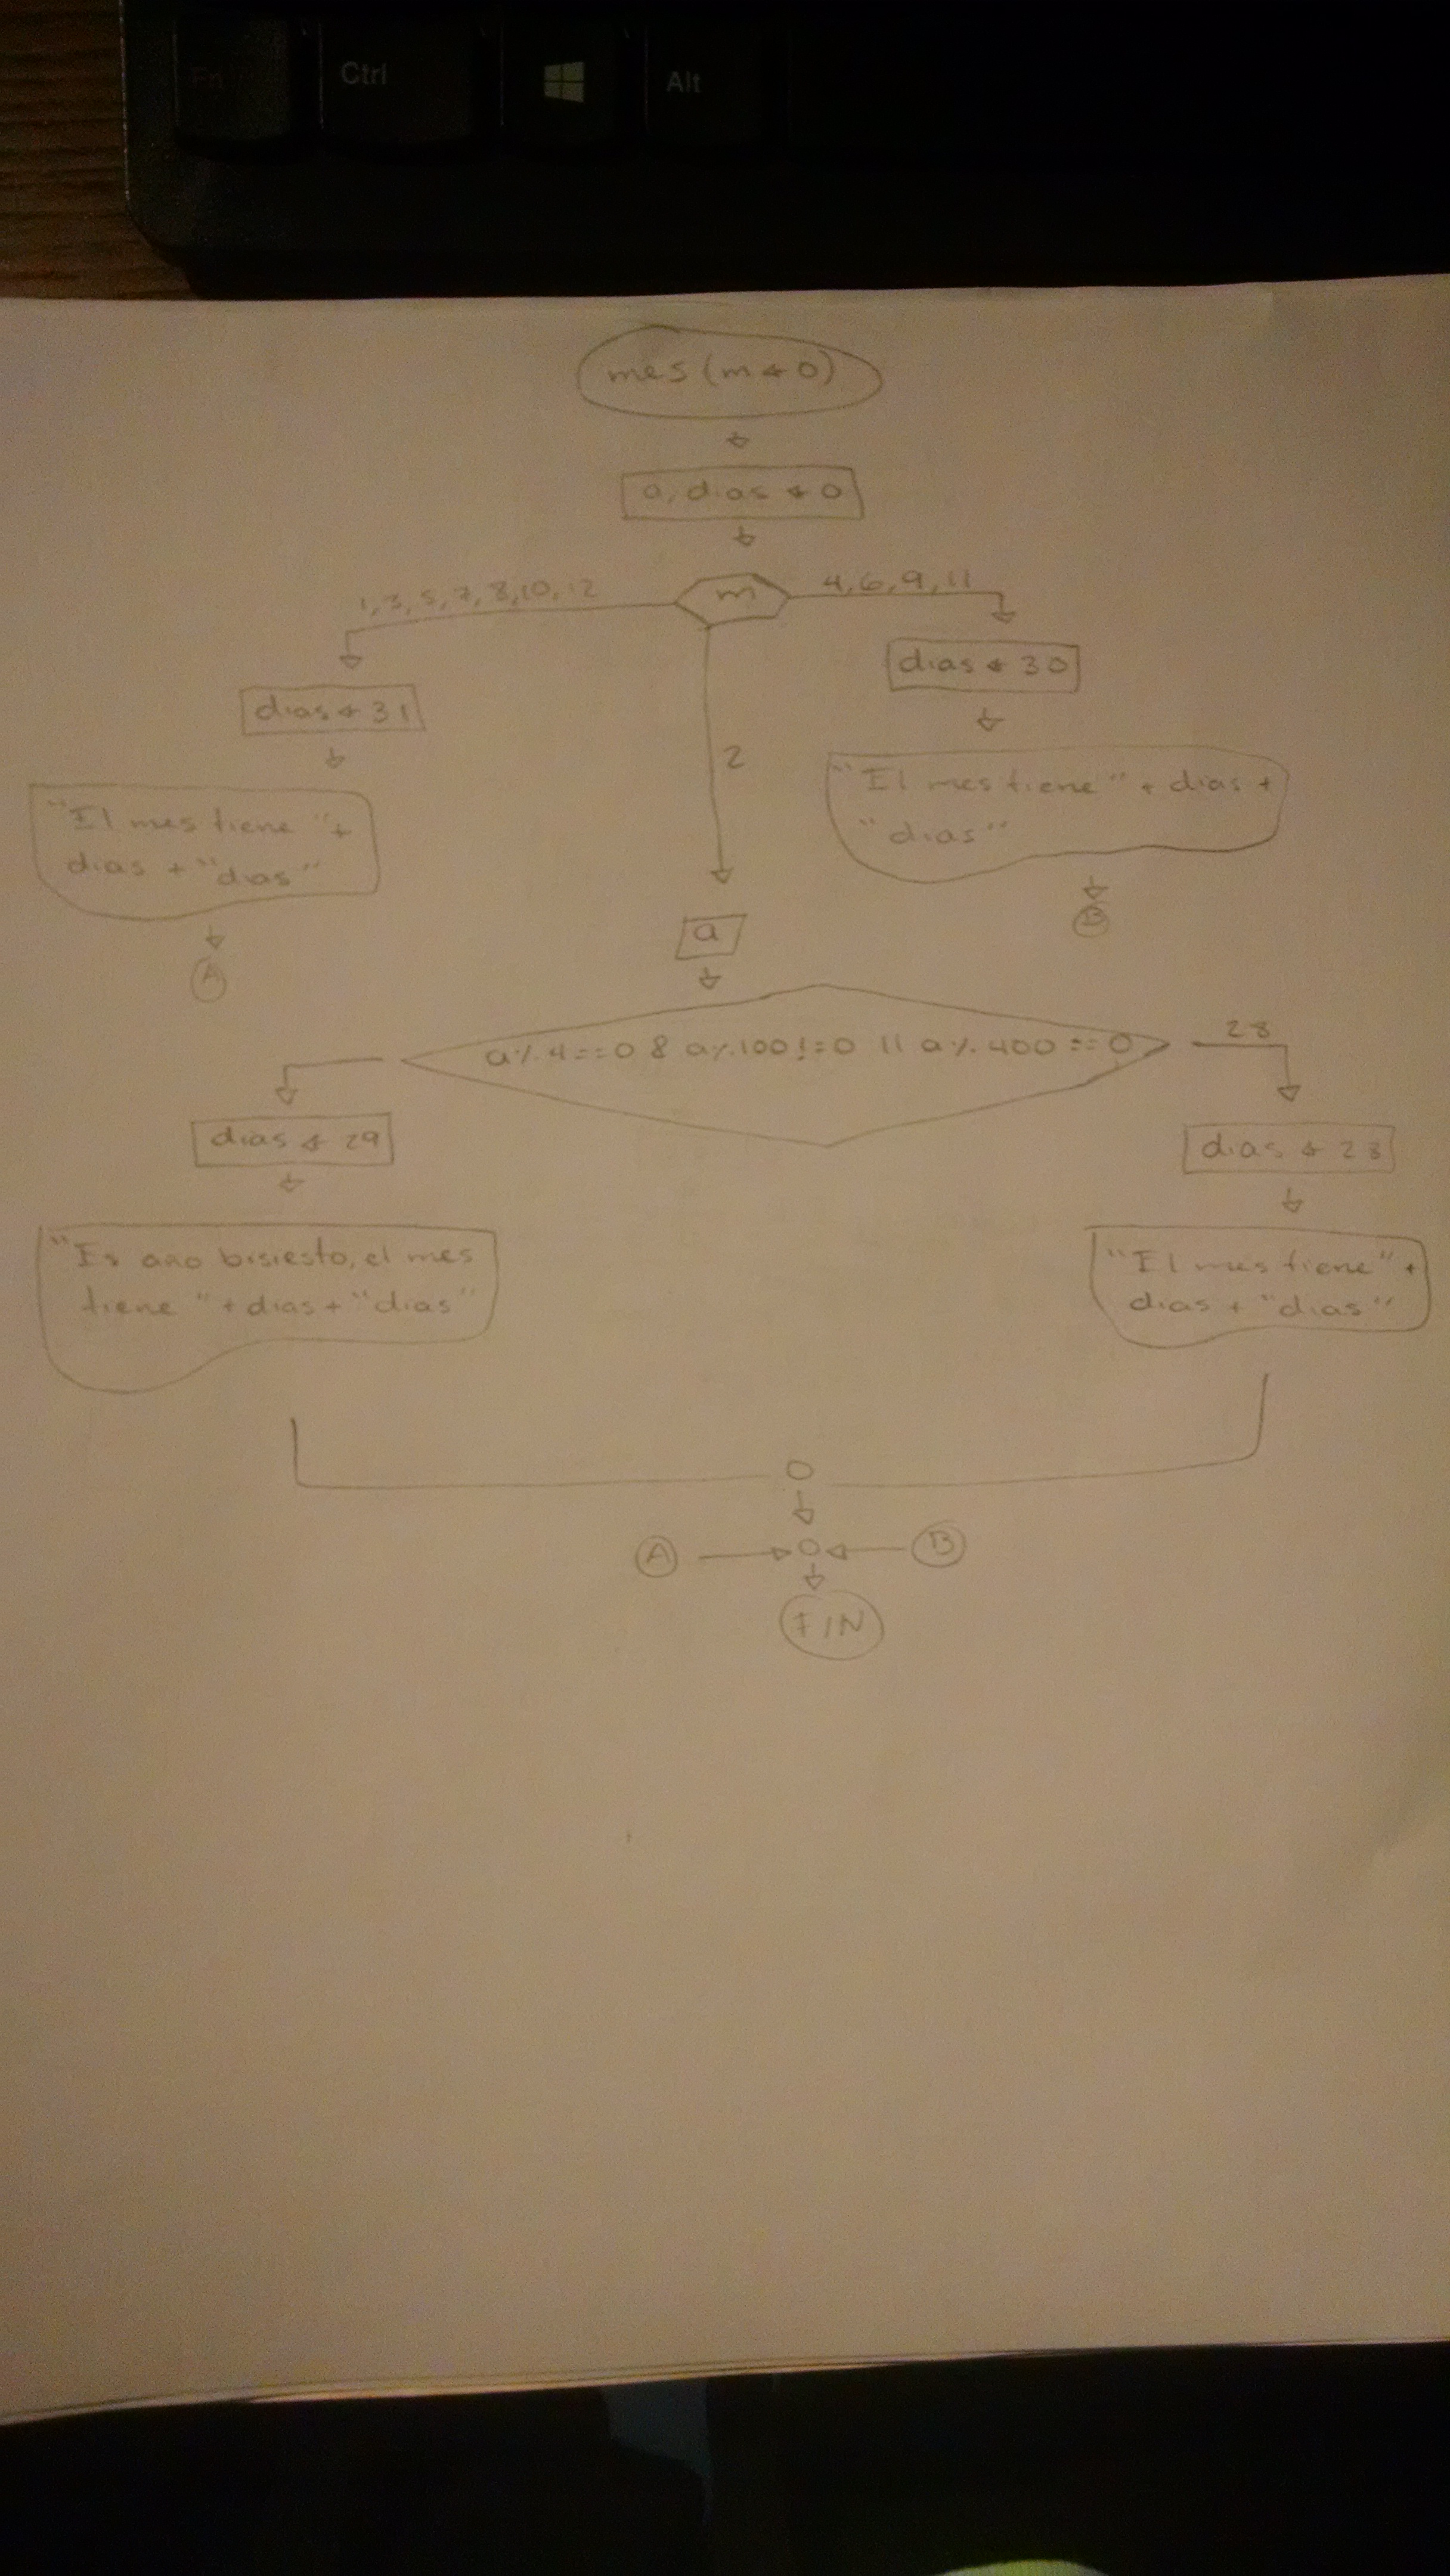 Fn
Ctrl
Alt
mes (m ← 0)
a, dias ← 0
m
1, 3, 5, 7, 8, 10, 12
4, 6, 9, 11
dias ← 30
dias ← 31
2
"El mes tiene" + dias +
"dias"
"El mes tiene "+
dias + "dias"
B
a
A
a % 4 == 0 & a % 100 != 0 || a % 400 == 0
28
dias ← 29
dias ← 28
"Es año bisiesto, el mes
tiene " + dias + "dias"
"El mes tiene" +
dias + "dias"
A
B
FIN